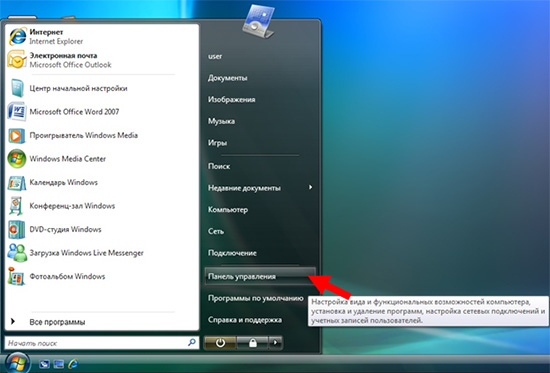 Интернет
Internet Explorer
Электронная почта
Microsoft Office Outlook
Центр начальной настройки
Microsoft Office Word 2007
Проигрыватель Windows Media
Windows Media Center
Календарь Windows
Конференц-зал Windows
DVD-студия Windows
Загрузка Windows Live Messenger
Фотоальбом Windows
Все программы
Начать поиск
user
Документы
Изображения
Музыка
Игры
Поиск
Недавние документы
Компьютер
Сеть
Подключение
Панель управления
Программы по умолчанию
Справка и поддержка
Настройка вида и функциональных возможностей компьютера,
установка и удаление программ, настройка сетевых подключений и
учетных записей пользователей.